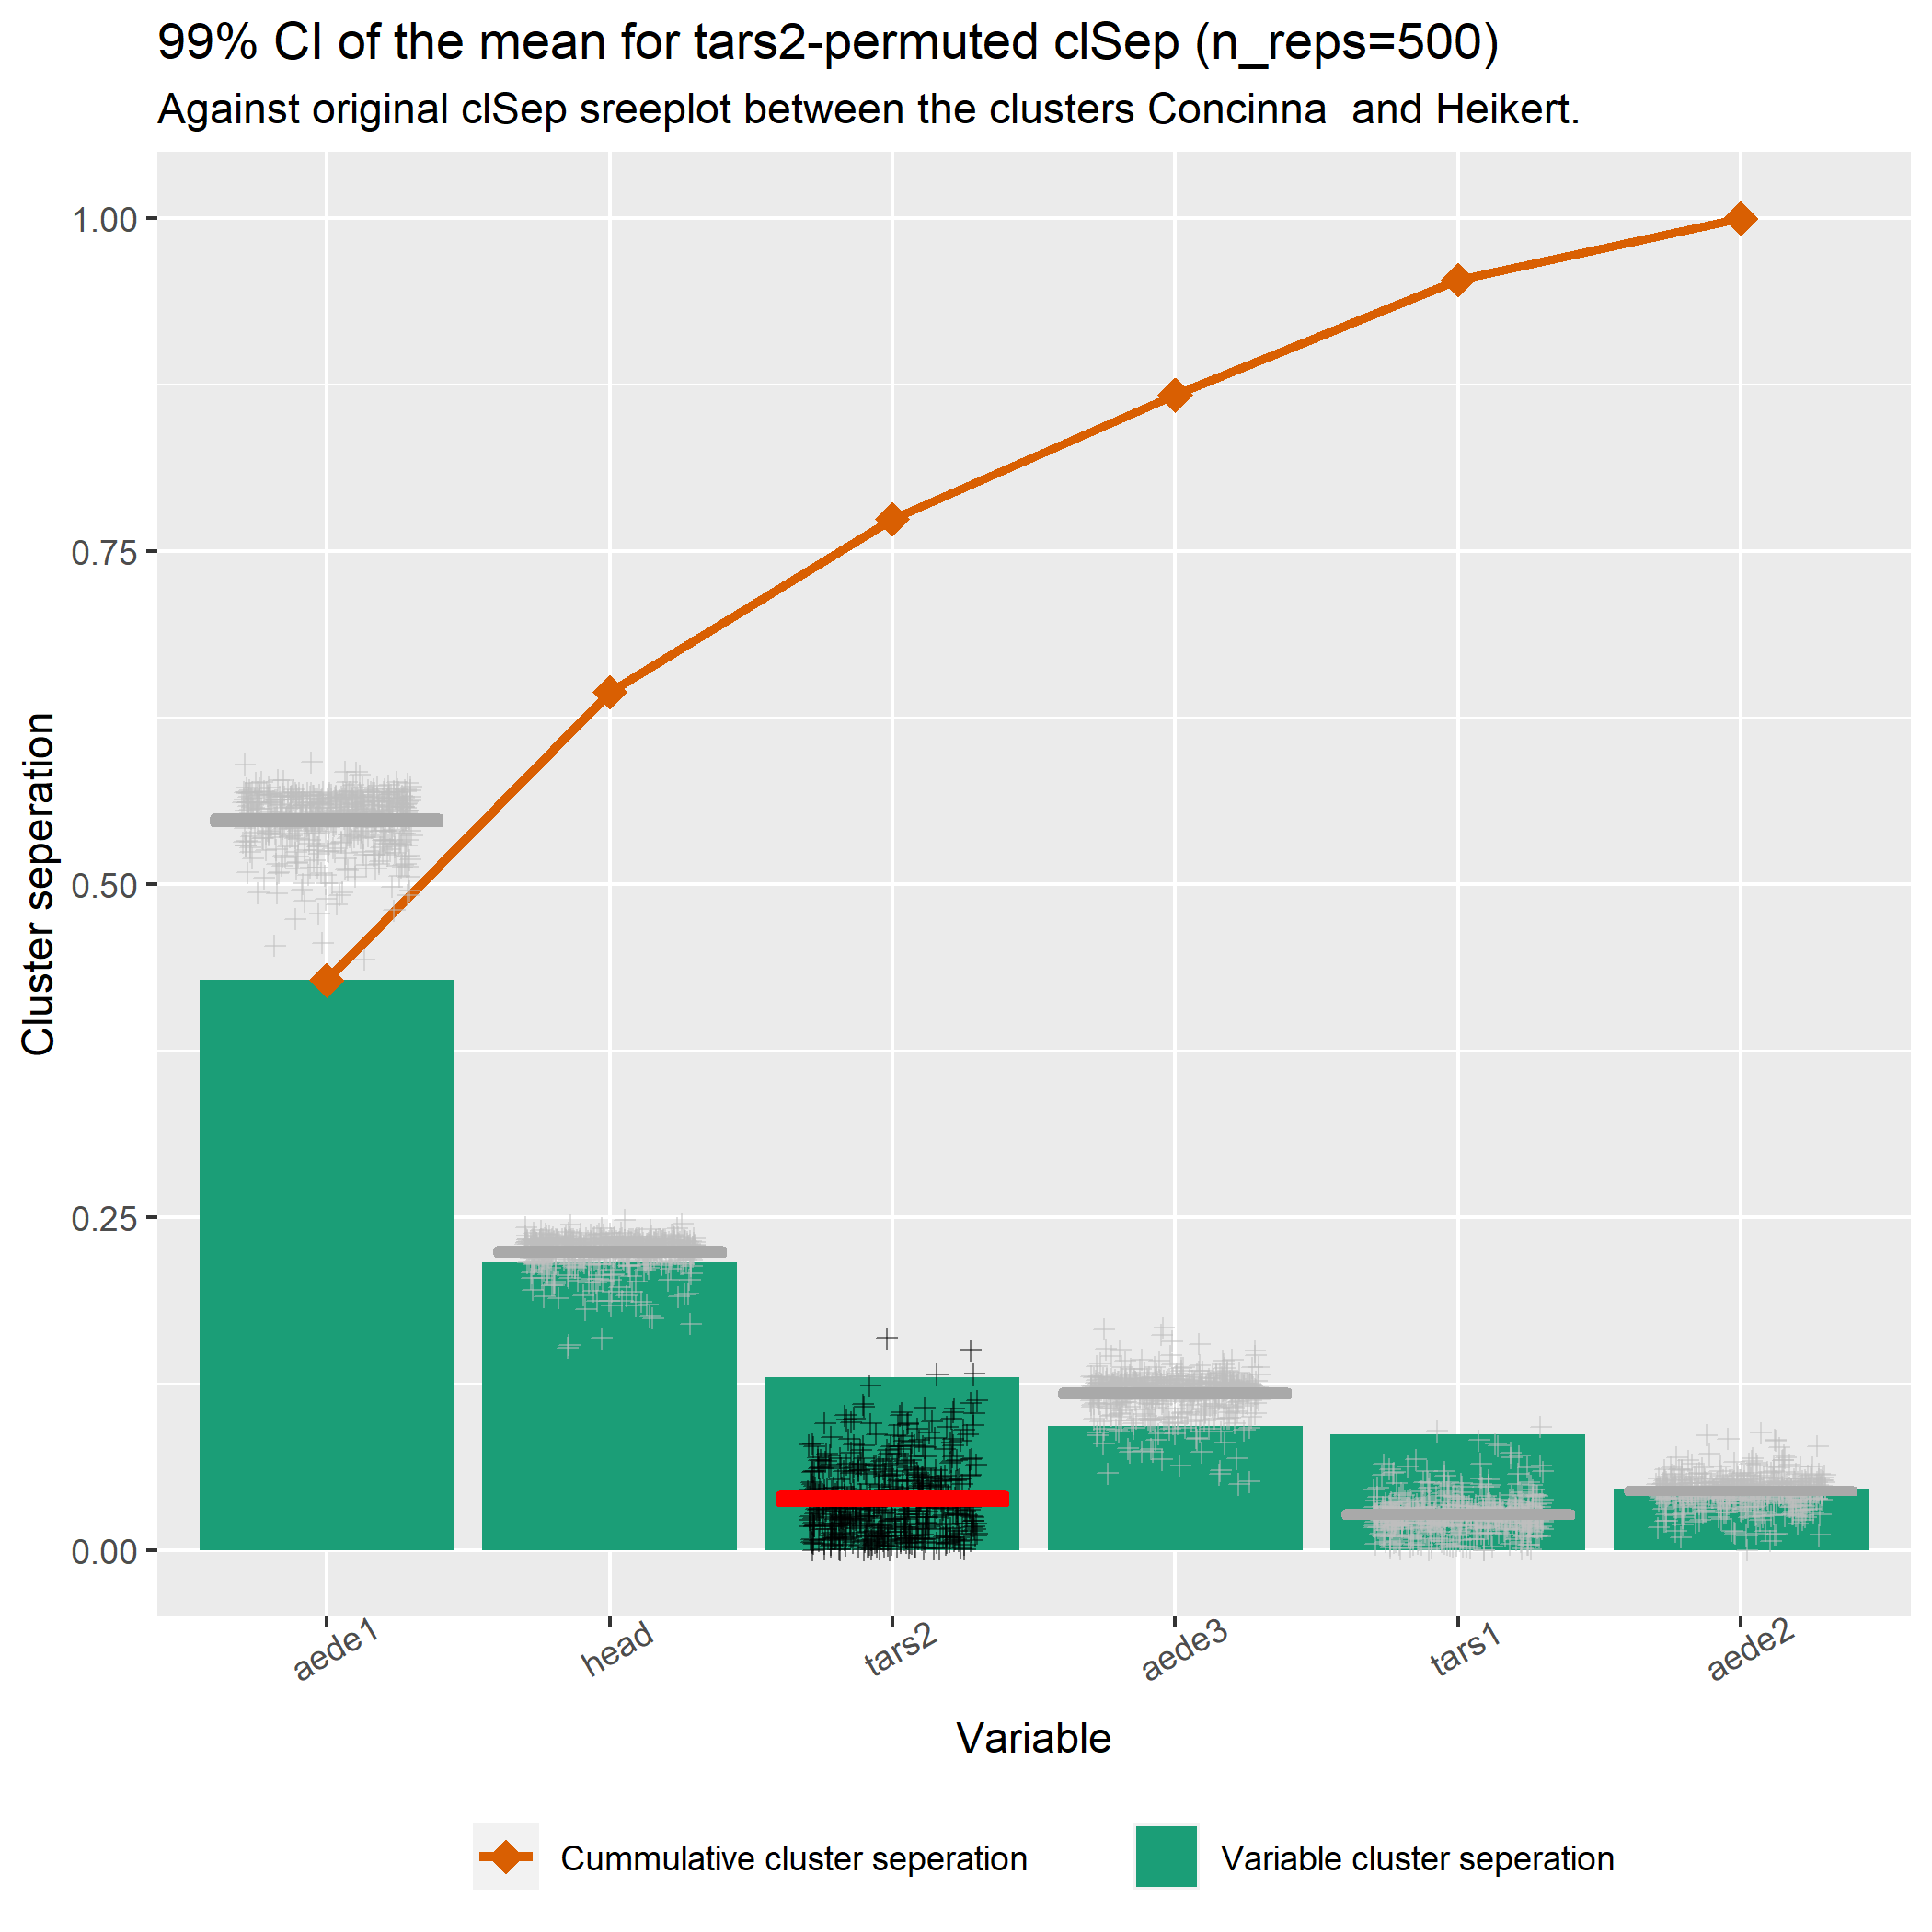 99% CI of the mean for tars2-permuted clSep (n_reps=500)
Against original clSep sreeplot between the clusters Concinna  and Heikert.
Cluster seperation
1.00
0.75
0.50
0.25
0.00
aede1
head
tars2
aede3
tars1
aede2
Variable
Cummulative cluster seperation
Variable cluster seperation